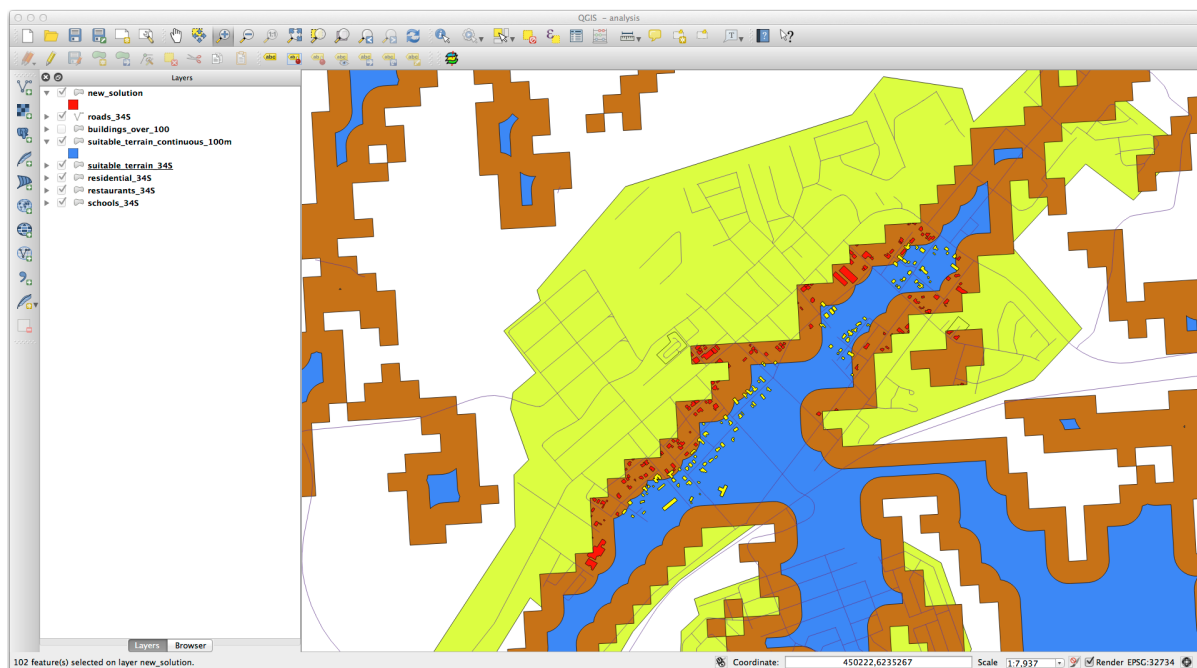 QGIS - analysis
Layers
new_solution
roads_34S
buildings_over_100
suitable_terrain_continuous_100m
suitable_terrain_34S
residential_34S
restaurants_34S
schools_34S
Layers Browser
102 feature(s) selected on layer new_solution. Coordinate: 450222,6235267 Scale 1:7,937 Render EPSG:32734